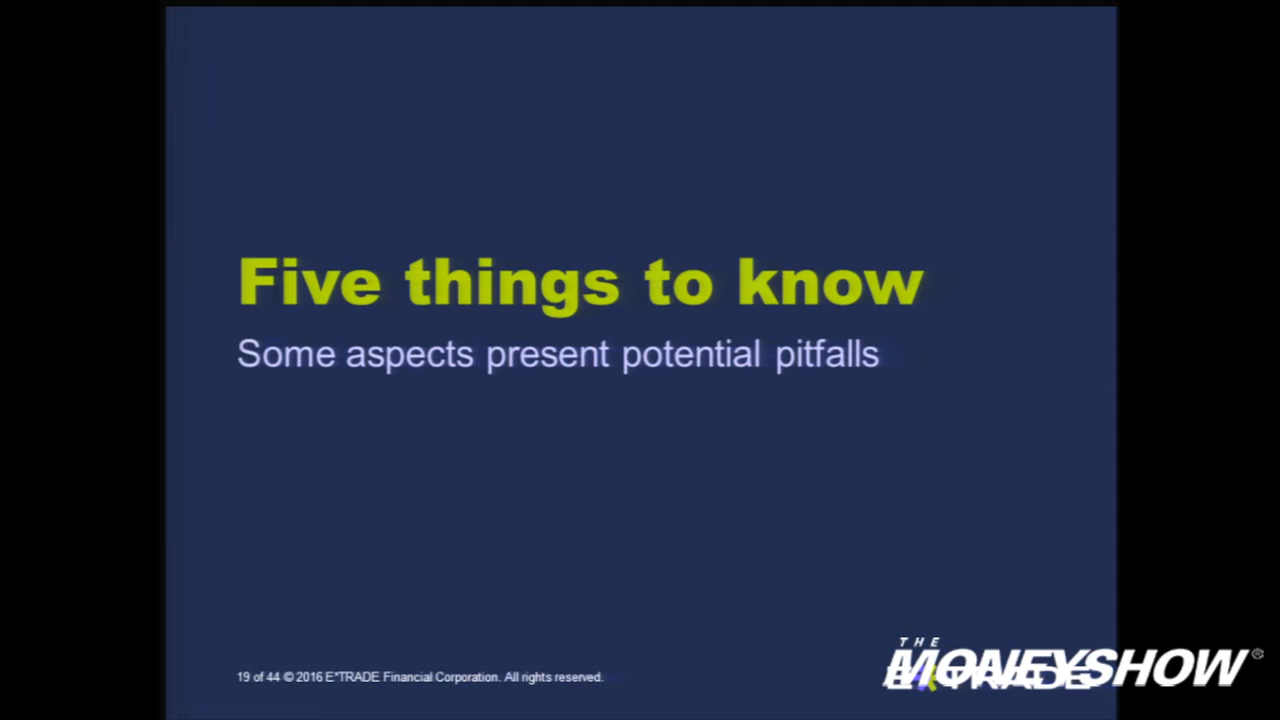 Five things to know
Some aspects present potential pitfalls
19 of 44 © 2016 E*TRADE Financial Corporation. All rights reserved.
THE
MONEYSHOW®
E*TRADE